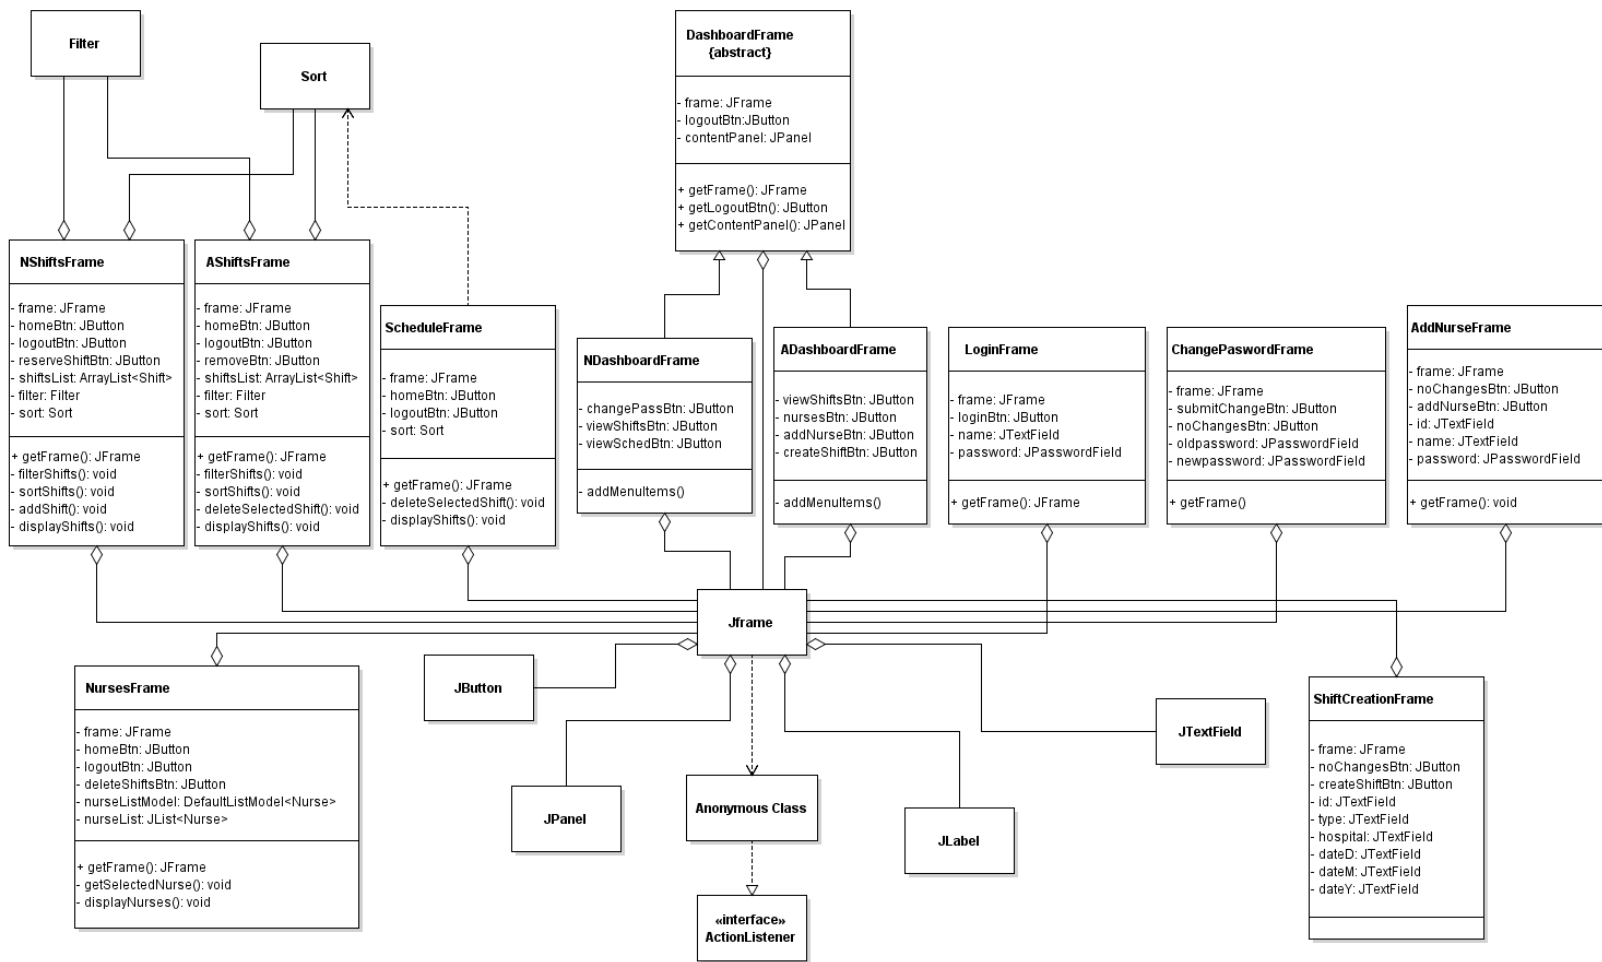 Filter
Sort
DashboardFrame
{abstract}
- frame: JFrame
- logoutBtn:JButton
- contentPanel: JPanel
+ getFrame(): JFrame
+ getLogoutBtn(): JButton
+ getContentPanel(): JPanel
NShiftsFrame
- frame: JFrame
- homeBtn: JButton
- logoutBtn: JButton
- reserveShiftBtn: JButton
- shiftsList: ArrayList<Shift>
- filter: Filter
- sort: Sort
+ getFrame(): JFrame
- filterShifts(): void
- sortShifts(): void
- addShift(): void
- displayShifts(): void
AShiftsFrame
- frame: JFrame
- homeBtn: JButton
- logoutBtn: JButton
- removeBtn: JButton
- shiftsList: ArrayList<Shift>
- filter: Filter
- sort: Sort
+ getFrame(): JFrame
- filterShifts(): void
- sortShifts(): void
- deleteSelectedShift(): void
- displayShifts(): void
ScheduleFrame
- frame: JFrame
- homeBtn: JButton
- logoutBtn: JButton
- sort: Sort
+ getFrame(): JFrame
- deleteSelectedShift(): void
- displayShifts(): void
NDashboardFrame
- changePassBtn: JButton
- viewShiftsBtn: JButton
- viewSchedBtn: JButton
- addMenuItems()
ADashboardFrame
- viewShiftsBtn: JButton
- nursesBtn: JButton
- addNurseBtn: JButton
- createShiftBtn: JButton
- addMenuItems()
LoginFrame
- frame: JFrame
- loginBtn: JButton
- name: JTextField
- password: JPasswordField
+ getFrame(): JFrame
ChangePaswordFrame
- frame: JFrame
- submitChangeBtn: JButton
- noChangesBtn: JButton
- oldpassword: JPasswordField
- newpassword: JPasswordField
+ getFrame()
AddNurseFrame
- frame: JFrame
- noChangesBtn: JButton
- addNurseBtn: JButton
- id: JTextField
- name: JTextField
- password: JPasswordField
+ getFrame(): void
Jframe
NursesFrame
- frame: JFrame
- homeBtn: JButton
- logoutBtn: JButton
- deleteShiftsBtn: JButton
- nurseListModel: DefaultListModel<Nurse>
- nurseList: JList<Nurse>
+ getFrame(): JFrame
- getSelectedNurse(): void
- displayNurses(): void
JButton
JPanel
Anonymous Class
«interface»
ActionListener
JLabel
JTextField
ShiftCreationFrame
- frame: JFrame
- noChangesBtn: JButton
- createShiftBtn: JButton
- id: JTextField
- type: JTextField
- hospital: JTextField
- dateD: JTextField
- dateM: JTextField
- dateY: JTextField